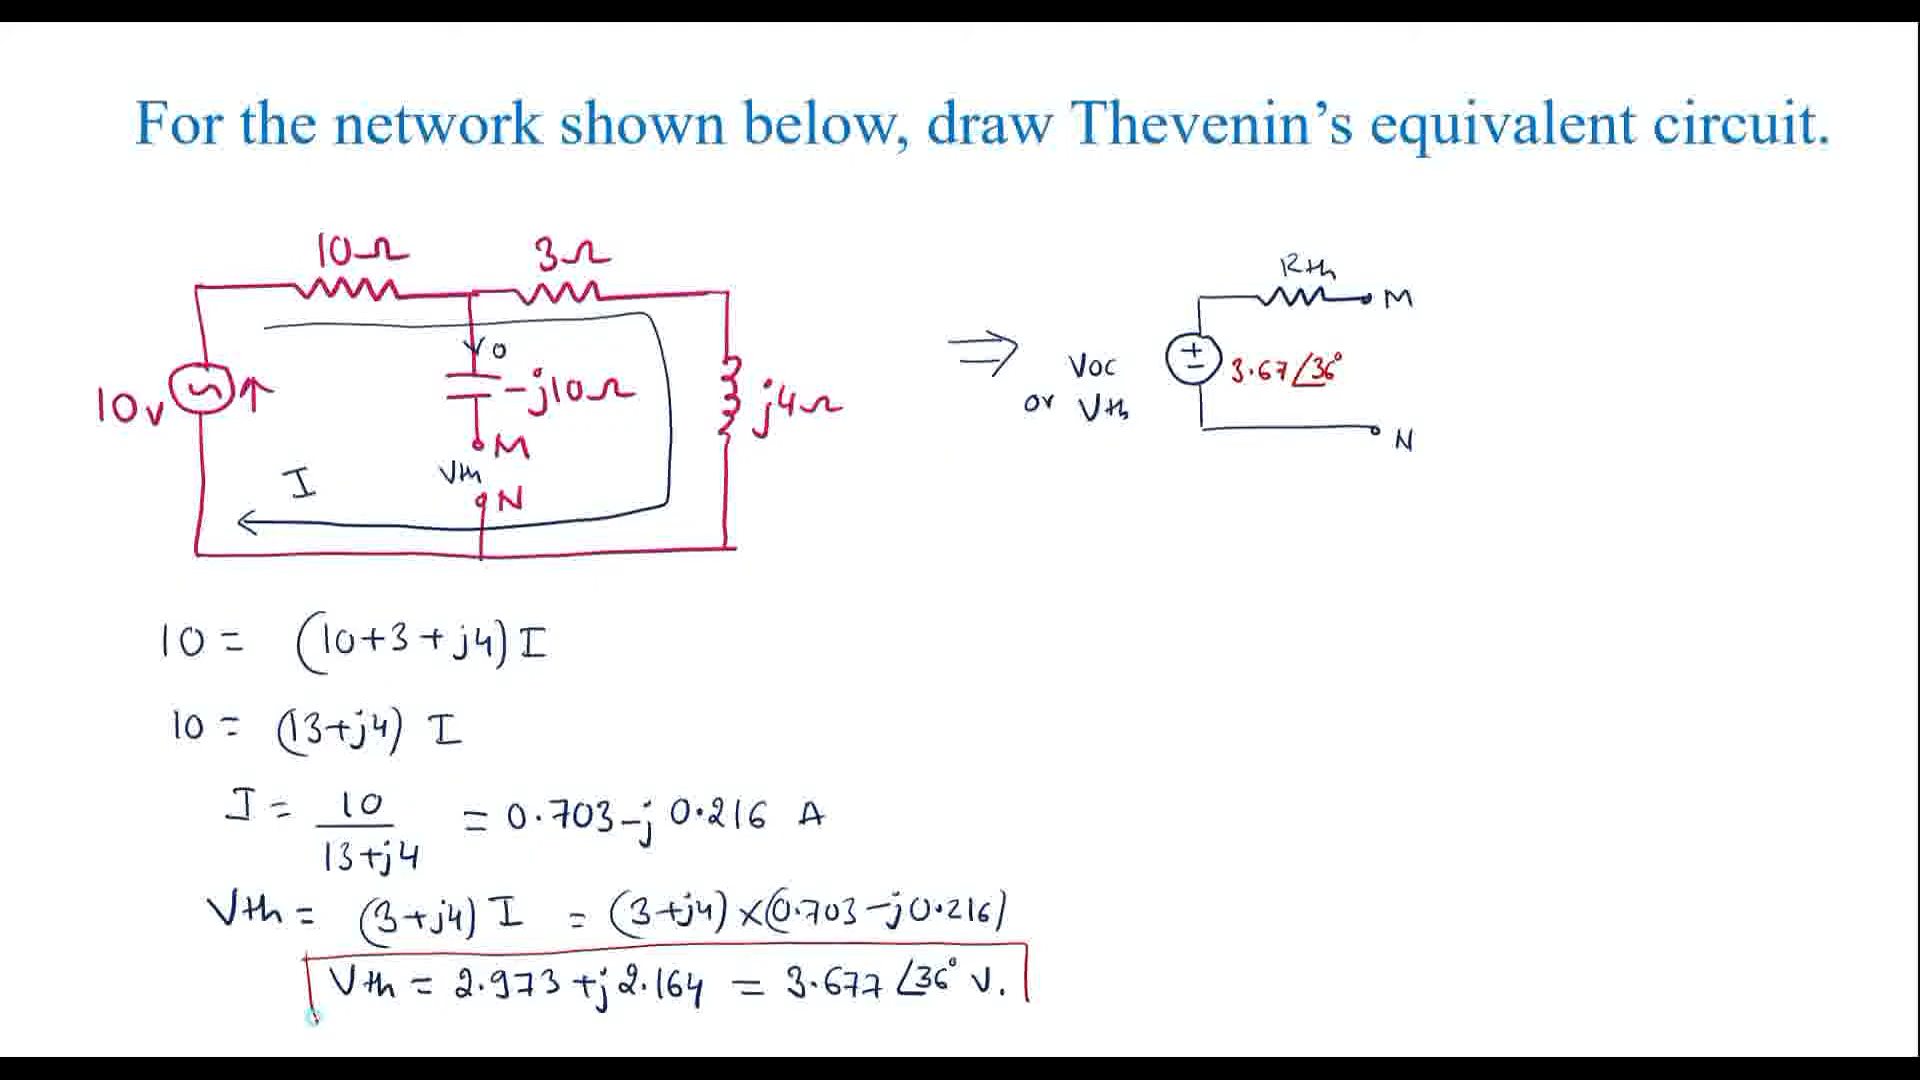 For the network shown below, draw Thevenin's equivalent circuit.
10Ω
3Ω
10v
0
-j10Ω
j4Ω
M
Vth
N
I
Voc
or Vth
Rth
M
+
-
3.67∠36°
N
10 = (10+3+j4) I
10 = (13+j4) I
I = 10 / 13+j4 = 0.703-j 0.216 A
Vth = (3+j4) I = (3+j4)×(0.703-j0.216)
Vth = 2.973+j2.164 = 3.677∠36° V.